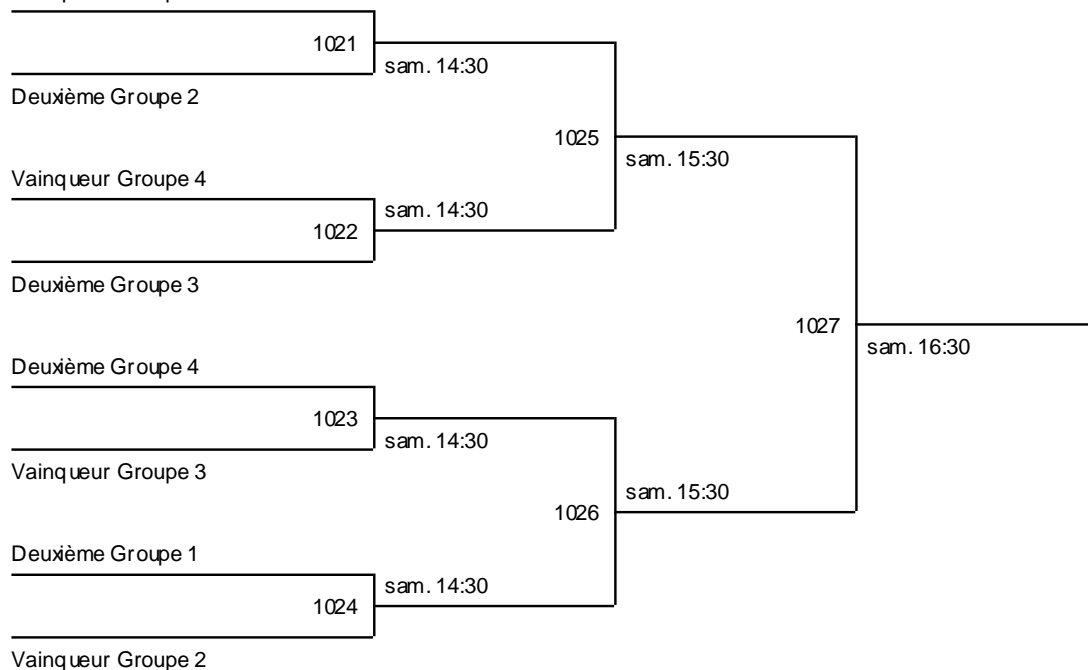 1021
sam. 14:30
Deuxième Groupe 2
1025
sam. 15:30
Vainqueur Groupe 4
sam. 14:30
1022
Deuxième Groupe 3
1027
sam. 16:30
Deuxième Groupe 4
1023
sam. 14:30
Vainqueur Groupe 3
sam. 15:30
1026
Deuxième Groupe 1
sam. 14:30
1024
Vainqueur Groupe 2